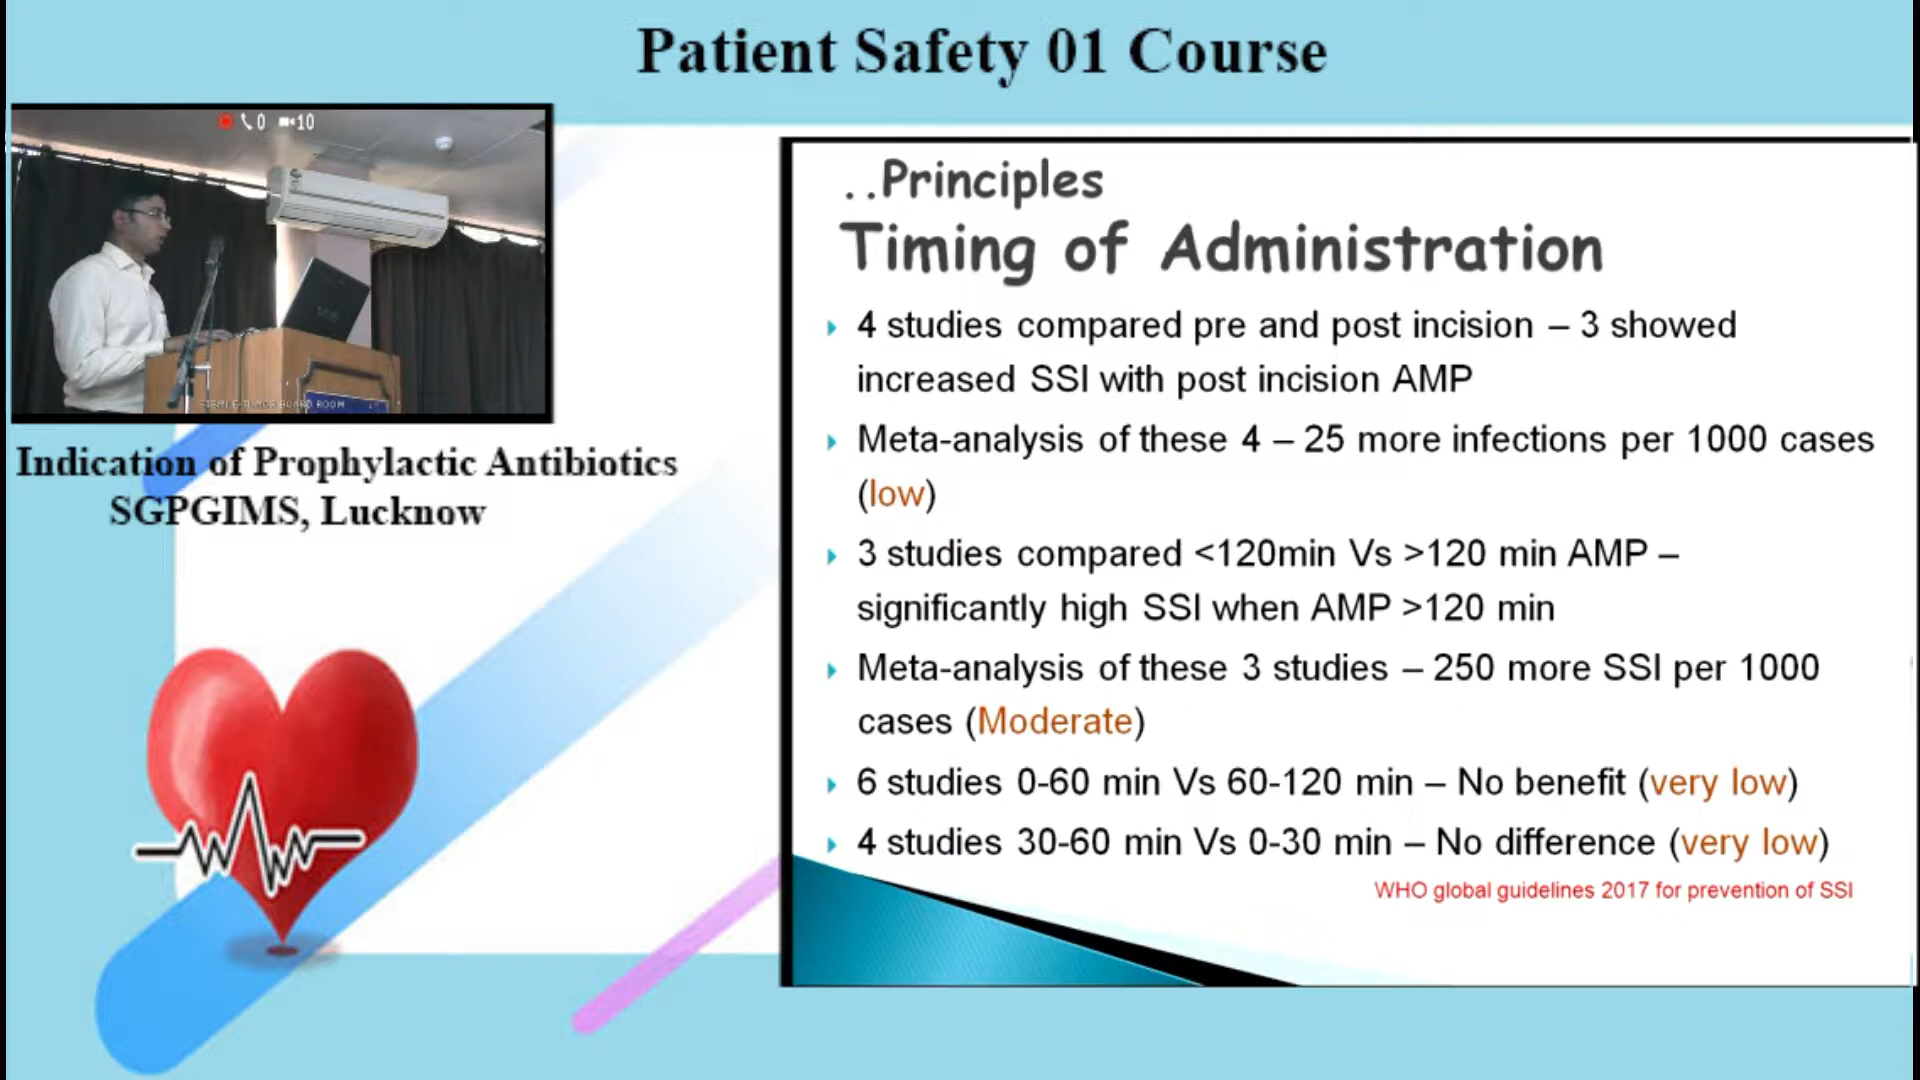 Patient Safety 01 Course
0 10
BOARD ROOM
Indication of Prophylactic Antibiotics
SGPGIMS, Lucknow
..Principles
Timing of Administration
4 studies compared pre and post incision – 3 showed
increased SSI with post incision AMP
Meta-analysis of these 4 – 25 more infections per 1000 cases
(low)
3 studies compared <120min Vs >120 min AMP –
significantly high SSI when AMP >120 min
Meta-analysis of these 3 studies – 250 more SSI per 1000
cases (Moderate)
6 studies 0-60 min Vs 60-120 min – No benefit (very low)
4 studies 30-60 min Vs 0-30 min – No difference (very low)
WHO global guidelines 2017 for prevention of SSI